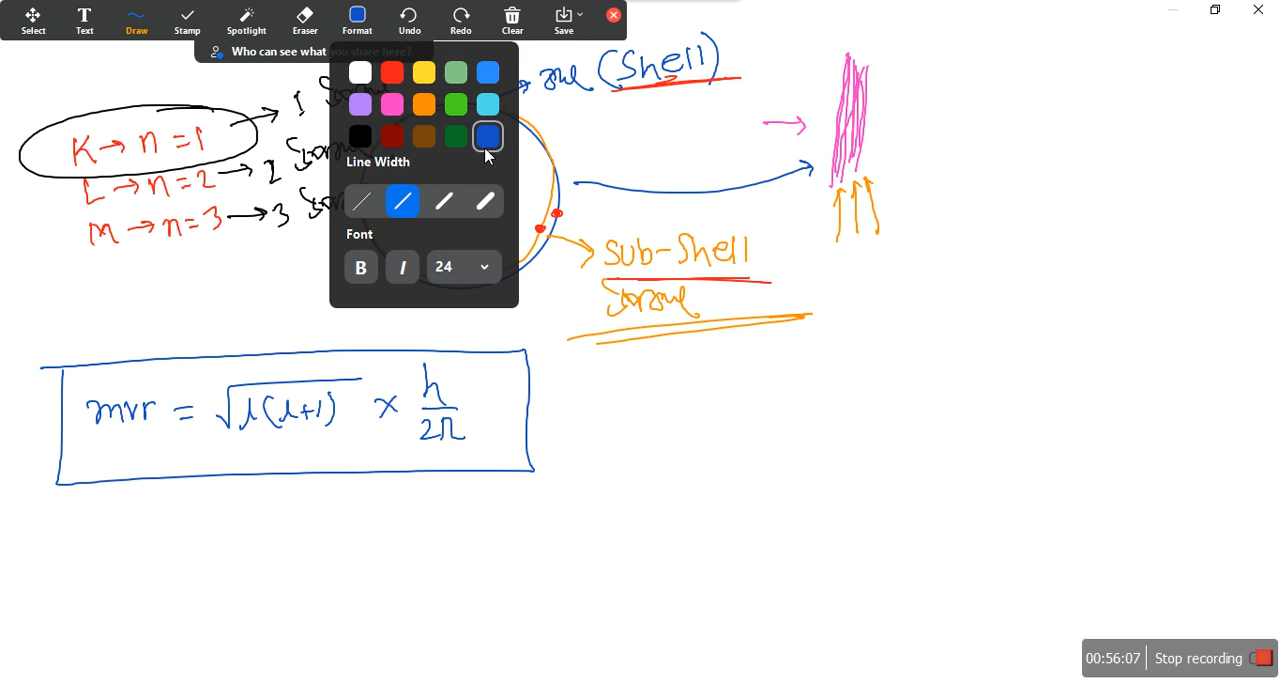 Select Text Draw Stamp Spotlight Eraser Format Undo Redo Clear Save
Who can see what you share here?
(Shell)
K → n = 1 → 1
L → n = 2 → 2
M → n = 3 → 3
Line Width
Font
B I 24
Sub-Shell
mvr = √l(l+1) × h/2π
00:56:07 Stop recording